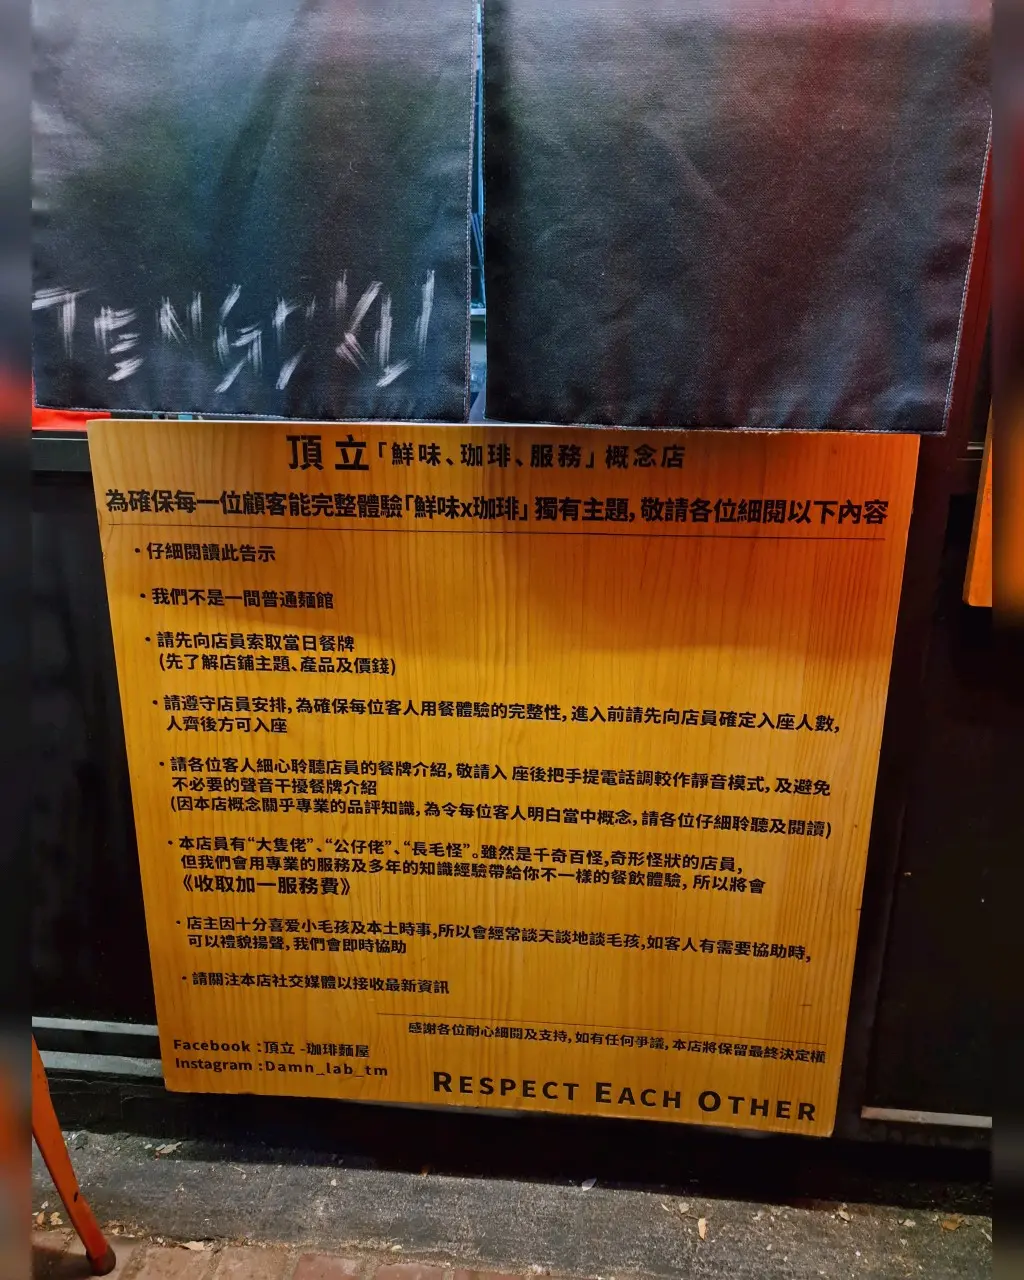 頂立「鮮味、珈琲、服務」概念店
為確保每一位顧客能完整體驗「鮮味x珈琲」獨有主題,敬請各位細閱以下內容
・仔細閱讀此告示
・我們不是一間普通麵館
・請先向店員索取當日餐牌
(先了解店鋪主題、產品及價錢)
・請遵守店員安排,為確保每位客人用餐體驗的完整性,進入前請先向店員確定入座人數,
人齊後方可入座
・請各位客人細心聆聽店員的餐牌介紹,敬請入 座後把手提電話調較作靜音模式,及避免
不必要的聲音干擾餐牌介紹
(因本店概念關乎專業的品評知識,為令每位客人明白當中概念,請各位仔細聆聽及閱讀)
・本店員有“大隻佬”、“公仔佬”、“長毛怪”。雖然是千奇百怪,奇形怪狀的店員,
但我們會用專業的服務及多年的知識經驗帶給你不一樣的餐飲體驗,所以將會
《收取加一服務費》
・店主因十分喜爱小毛孩及本土時事,所以會經常談天談地談毛孩,如客人有需要協助時,
可以禮貌揚聲,我們會即時協助
・請關注本店社交媒體以接收最新資訊
感謝各位耐心細閱及支持,如有任何爭議,本店將保留最終決定權
Facebook :頂立 -珈琲麵屋
Instagram :Damn_lab_tm
RESPECT EACH OTHER